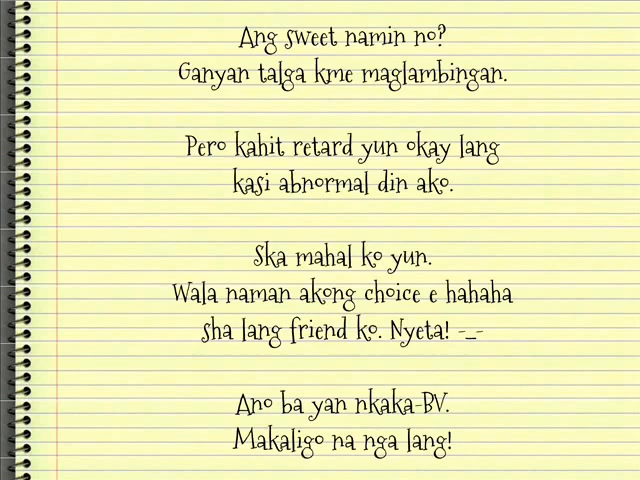 Ang sweet namin no?
Ganyan talga kme maglambingan.
Pero kahit retard yun okay lang
kasi abnormal din ako.
Ska mahal ko yun.
Wala naman akong choice e hahaha
sha lang friend ko. Nyeta! -_-
Ano ba yan nkaka-BV.
Makaligo na nga lang!